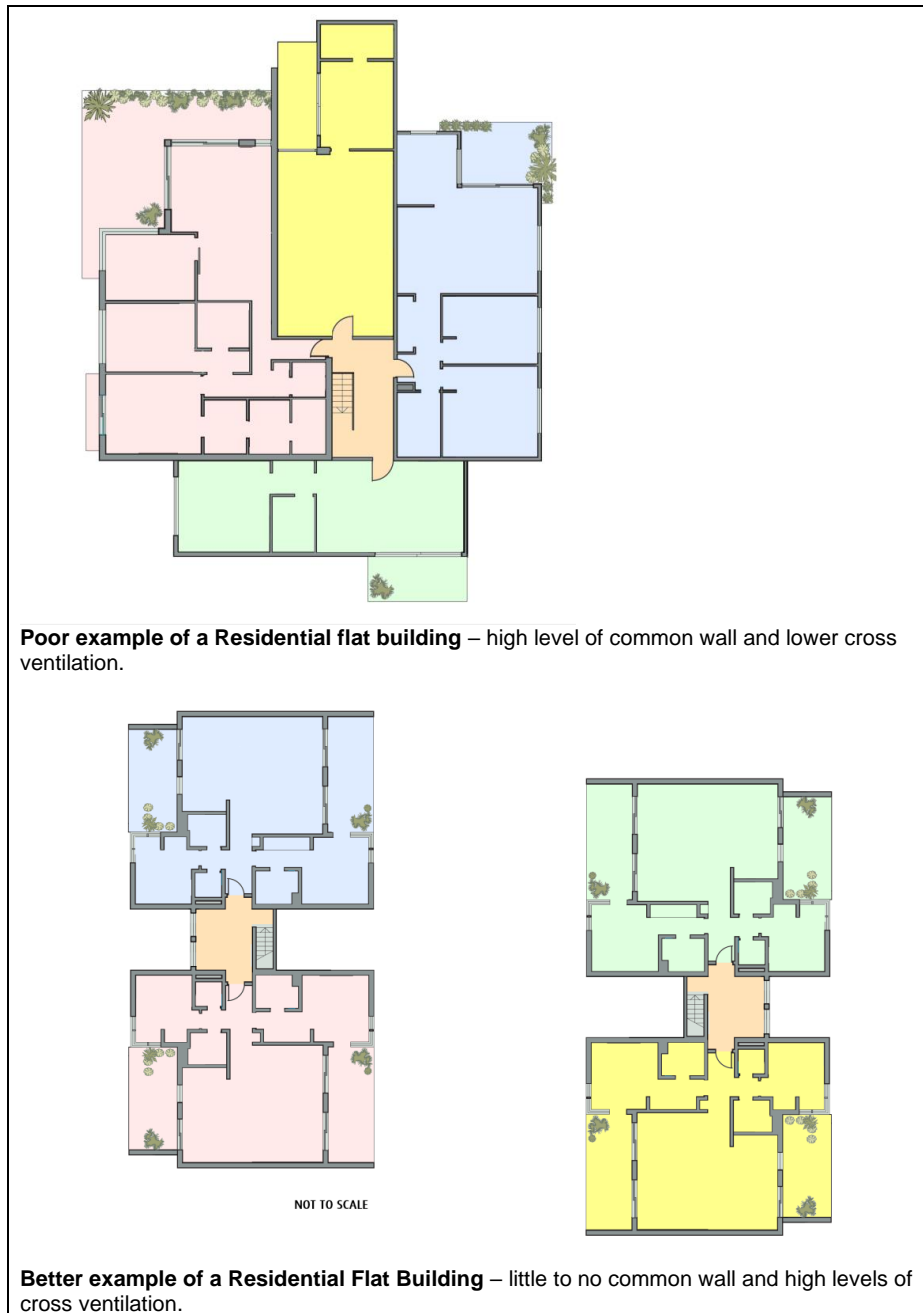 Poor example of a Residential flat building – high level of common wall and lower cross
ventilation.
NOT TO SCALE
Better example of a Residential Flat Building – little to no common wall and high levels of
cross ventilation.